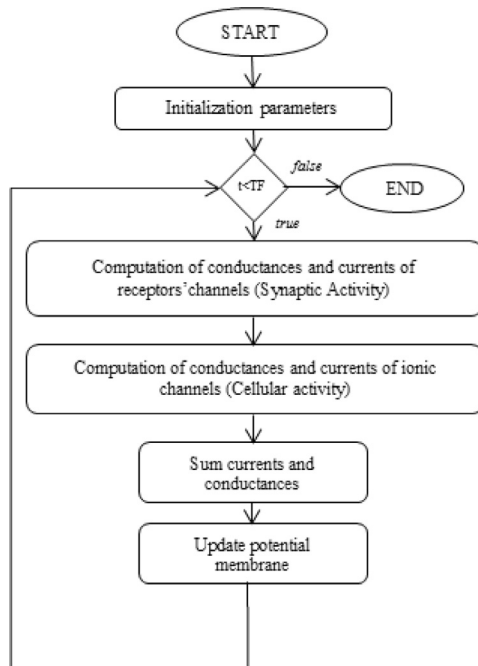 START
Initialization parameters
t<TF
false
END
true
Computation of conductances and currents of
receptors'channels (Synaptic Activity)
Computation of conductances and currents of ionic
channels (Cellular activity)
Sum currents and
conductances
Update potential
membrane